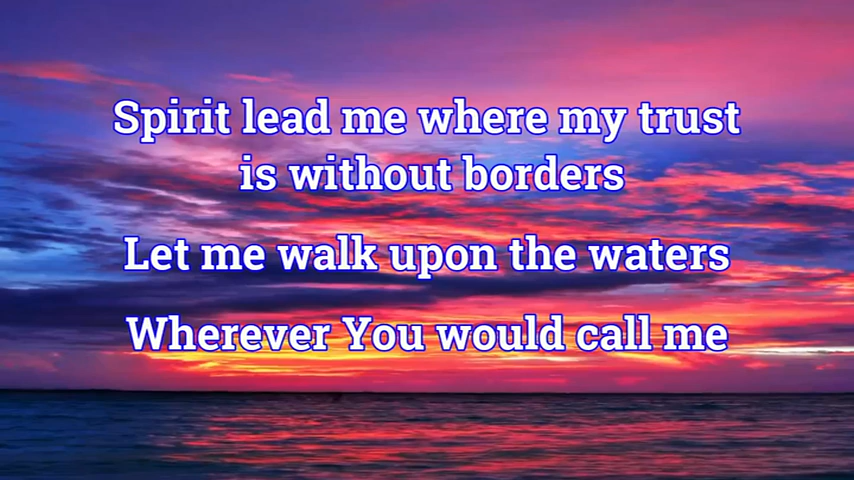 Spirit lead me where my trust
is without borders
Let me walk upon the waters
Wherever You would call me